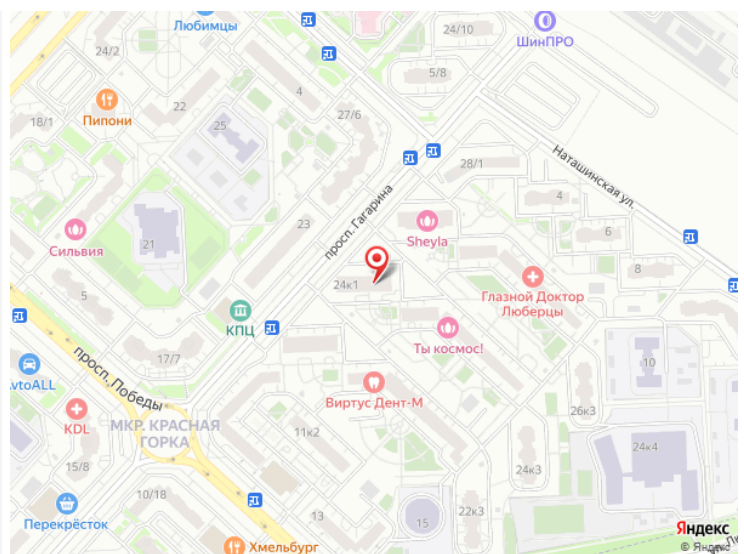 Любимцы
24/10
ШинПРО
24/2
5/8
4
22
27/6
Пипони
18/1
25
Наташинская ул.
28/1
4
просп. Гагарина
23
Sheyla
6
21
Сильвия
8
24к1
Глазной Доктор
Люберцы
5
КПЦ
Ты космос!
17/7
10
просп. Победы
AvtoALL
Виртус Дент-М
KDL
МКР. КРАСНАЯ
ГОРКА
11к2
26к3
24к4
15/8
24к3
10/18
22к3
13
15
Перекрёсток
Хмельбург
Яндекс
© Яндекс